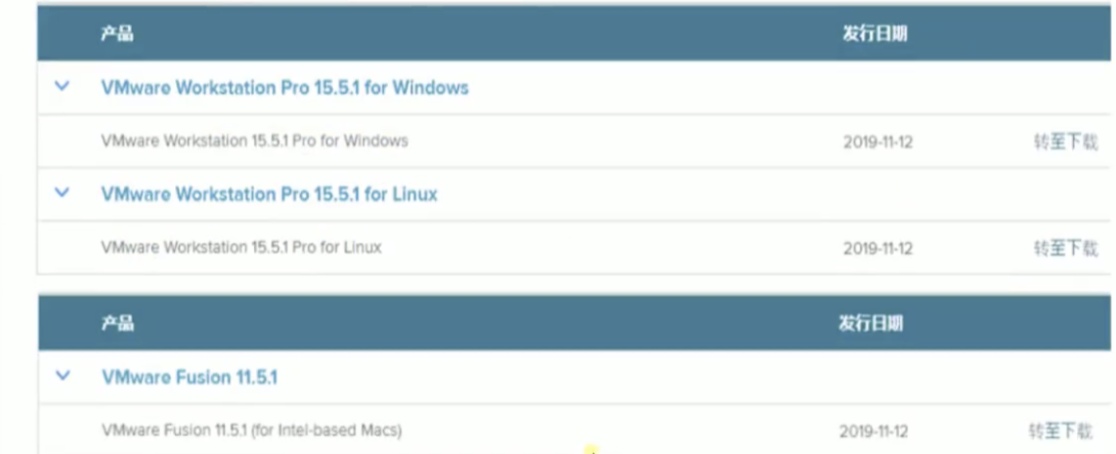 产品 发行日期
VMware Workstation Pro 15.5.1 for Windows
VMware Workstation 15.5.1 Pro for Windows 2019-11-12 转至下载
VMware Workstation Pro 15.5.1 for Linux
VMware Workstation 15.5.1 Pro for Linux 2019-11-12 转至下载
产品 发行日期
VMware Fusion 11.5.1
VMware Fusion 11.5.1 (for Intel-based Macs) 2019-11-12 转至下载